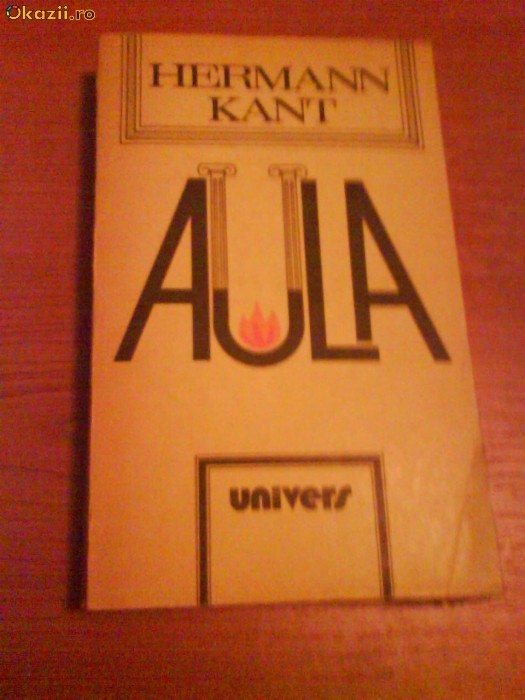 Okazii.ro
HERMANN
KANT
AULA
univers